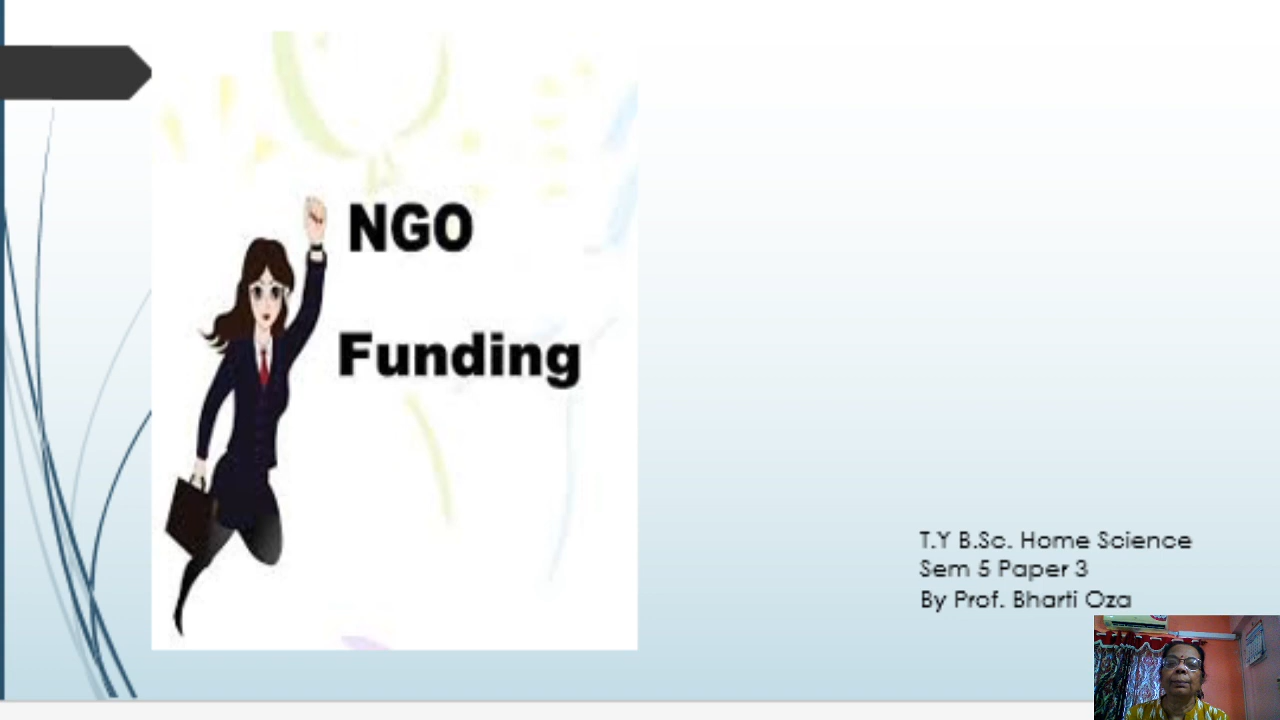 NGO
Funding
T.Y B.Sc. Home Science
Sem 5 Paper 3
By Prof. Bharti Oza